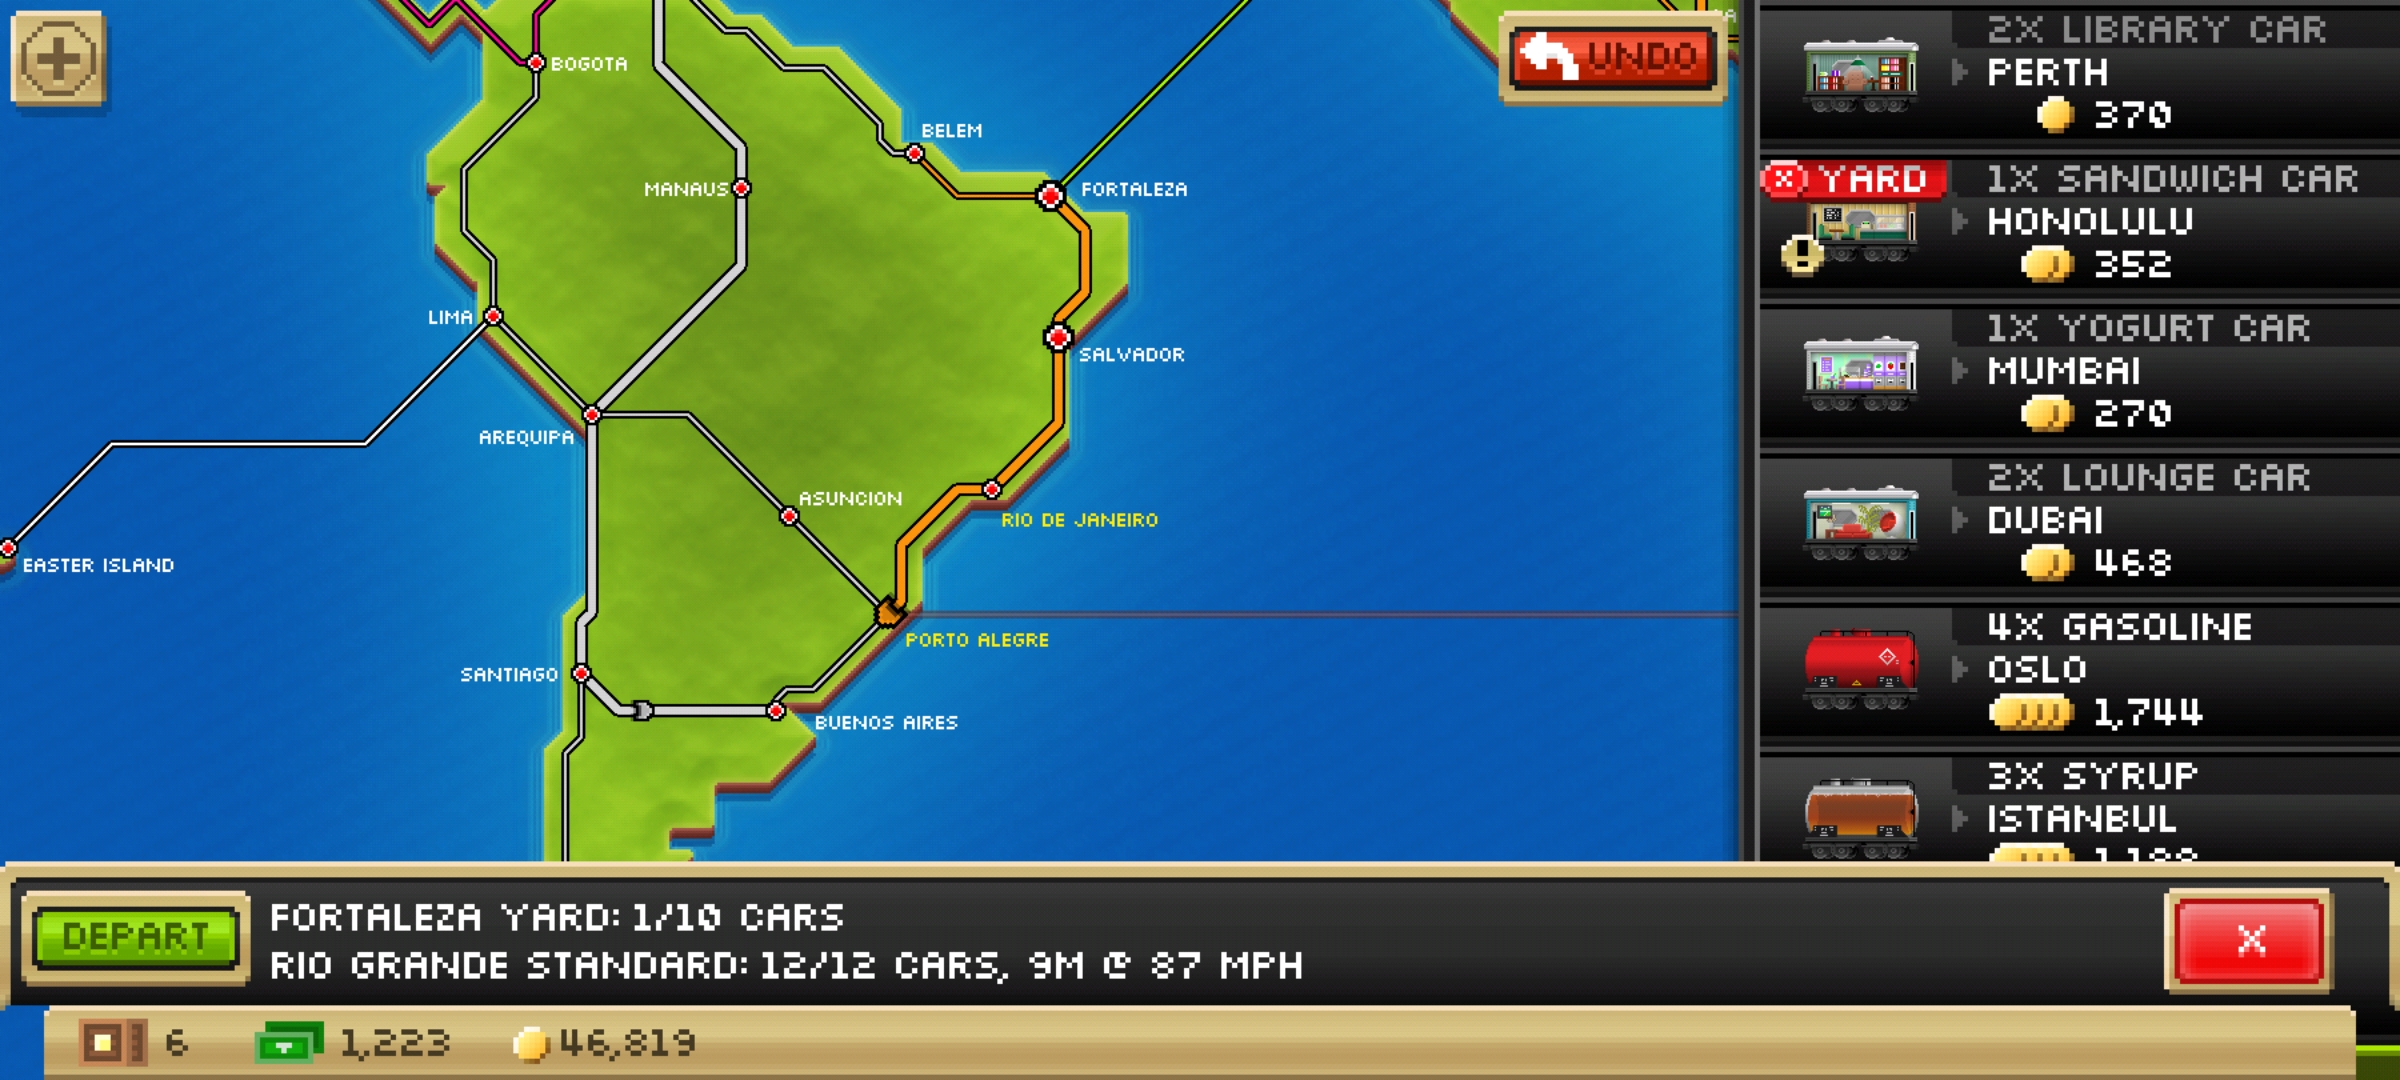 BOGOTA
BELEM
MANAUS
FORTALEZA
LIMA
SALVADOR
AREQUIPA
ASUNCION
RIO DE JANEIRO
EASTER ISLAND
PORTO ALEGRE
SANTIAGO
BUENOS AIRES
UNDO
2X LIBRARY CAR
PERTH
370
YARD
1X SANDWICH CAR
HONOLULU
352
1X YOGURT CAR
MUMBAI
270
2X LOUNGE CAR
DUBAI
468
4X GASOLINE
OSLO
1,744
3X SYRUP
ISTANBUL
DEPART
FORTALEZA YARD: 1/10 CARS
RIO GRANDE STANDARD: 12/12 CARS, 9M @ 87 MPH
X
6
1,223
46,819